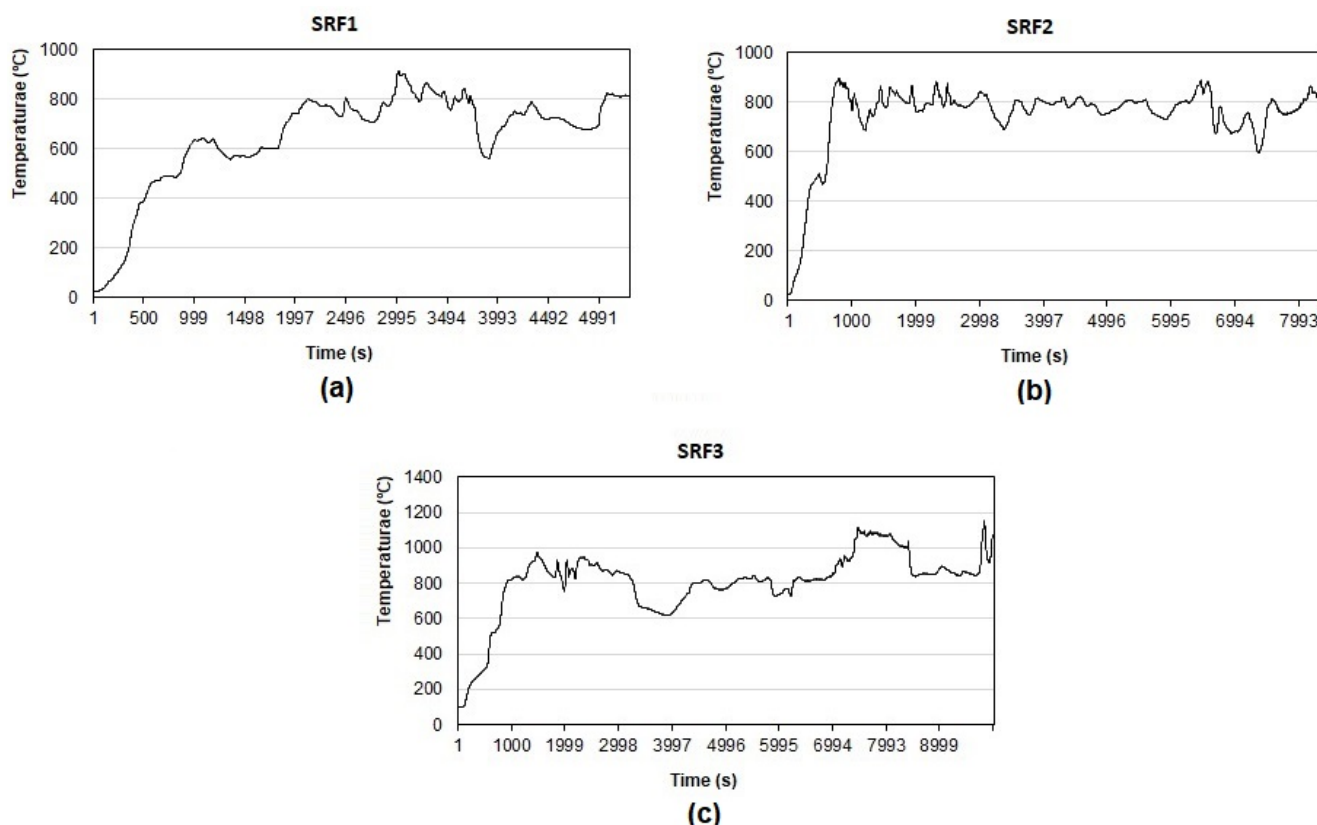 SRF1
Temperaturae (ºC)
1000
800
600
400
200
0
1 500 999 1498 1997 2496 2995 3494 3993 4492 4991
Time (s)
(a)
SRF2
Temperaturae (ºC)
1000
800
600
400
200
0
1 1000 1999 2998 3997 4996 5995 6994 7993
Time (s)
(b)
SRF3
Temperaturae (ºC)
1400
1200
1000
800
600
400
200
0
1 1000 1999 2998 3997 4996 5995 6994 7993 8999
Time (s)
(c)